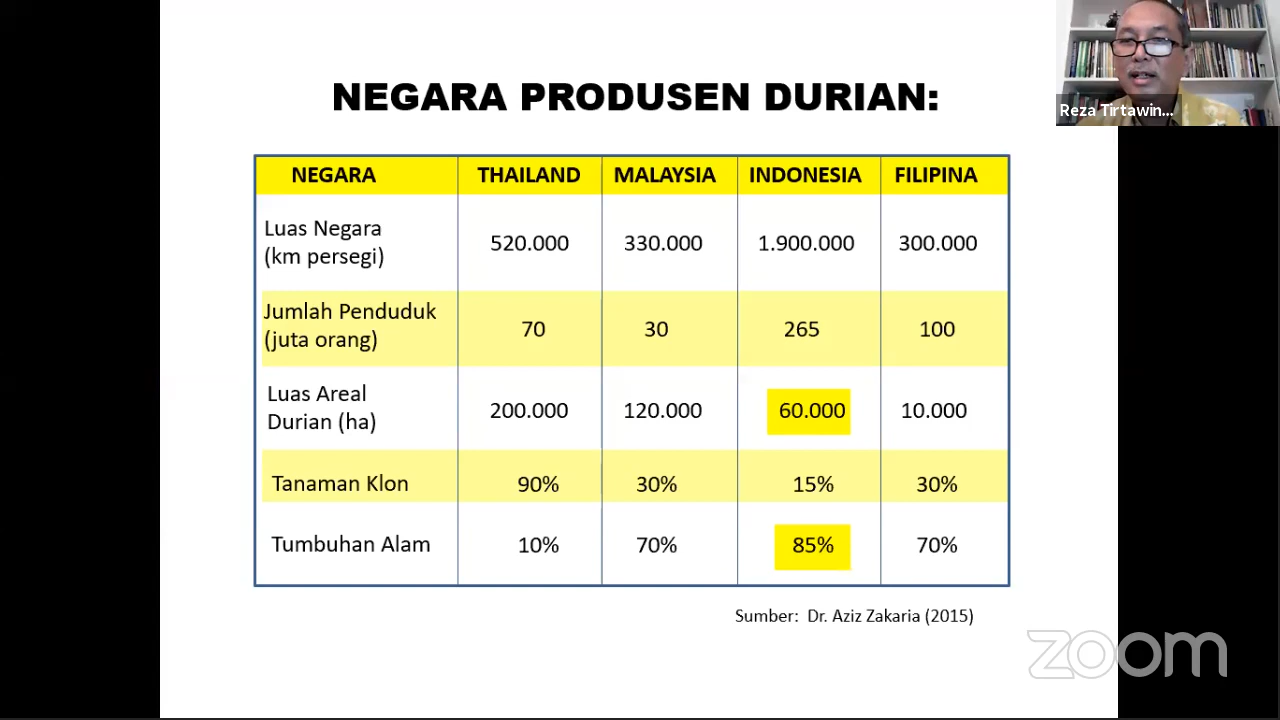 NEGARA PRODUSEN DURIAN:
Reza Tirtawin...
NEGARA THAILAND MALAYSIA INDONESIA FILIPINA
Luas Negara
(km persegi) 520.000 330.000 1.900.000 300.000
Jumlah Penduduk
(juta orang) 70 30 265 100
Luas Areal
Durian (ha) 200.000 120.000 60.000 10.000
Tanaman Klon 90% 30% 15% 30%
Tumbuhan Alam 10% 70% 85% 70%
Sumber: Dr. Aziz Zakaria (2015)
zoom